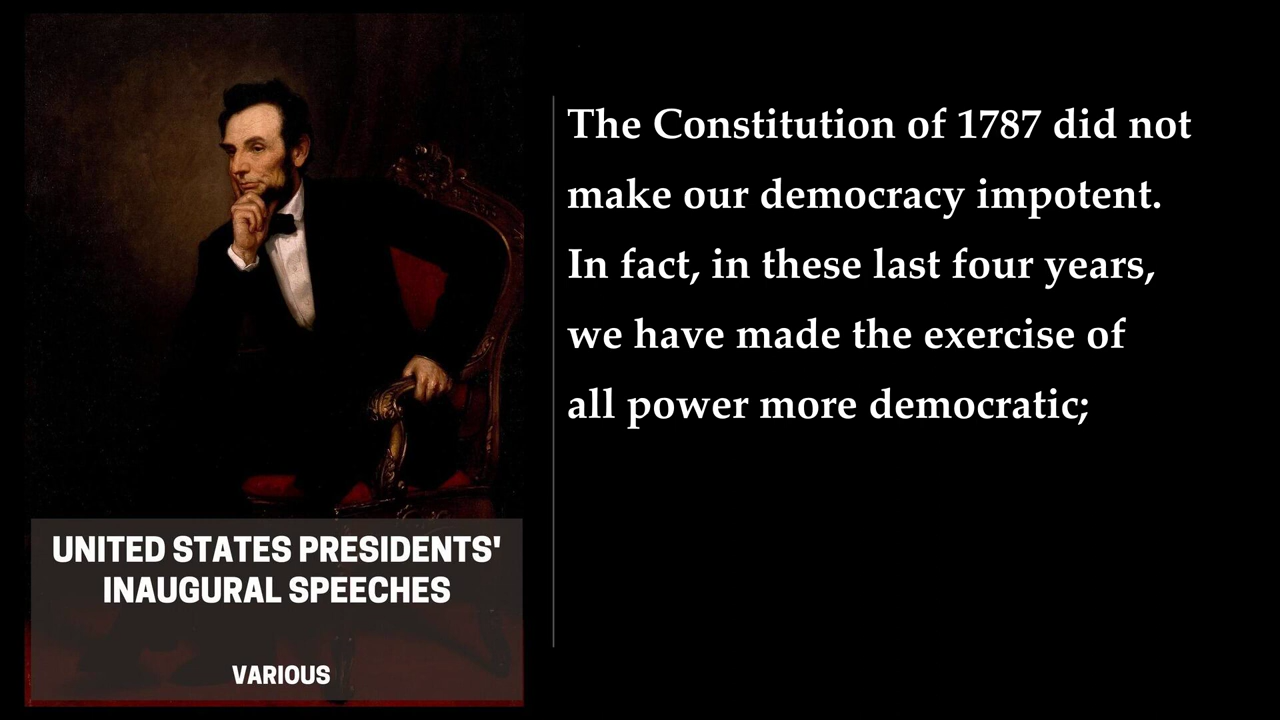 The Constitution of 1787 did not
make our democracy impotent.
In fact, in these last four years,
we have made the exercise of
all power more democratic;
UNITED STATES PRESIDENTS'
INAUGURAL SPEECHES
VARIOUS